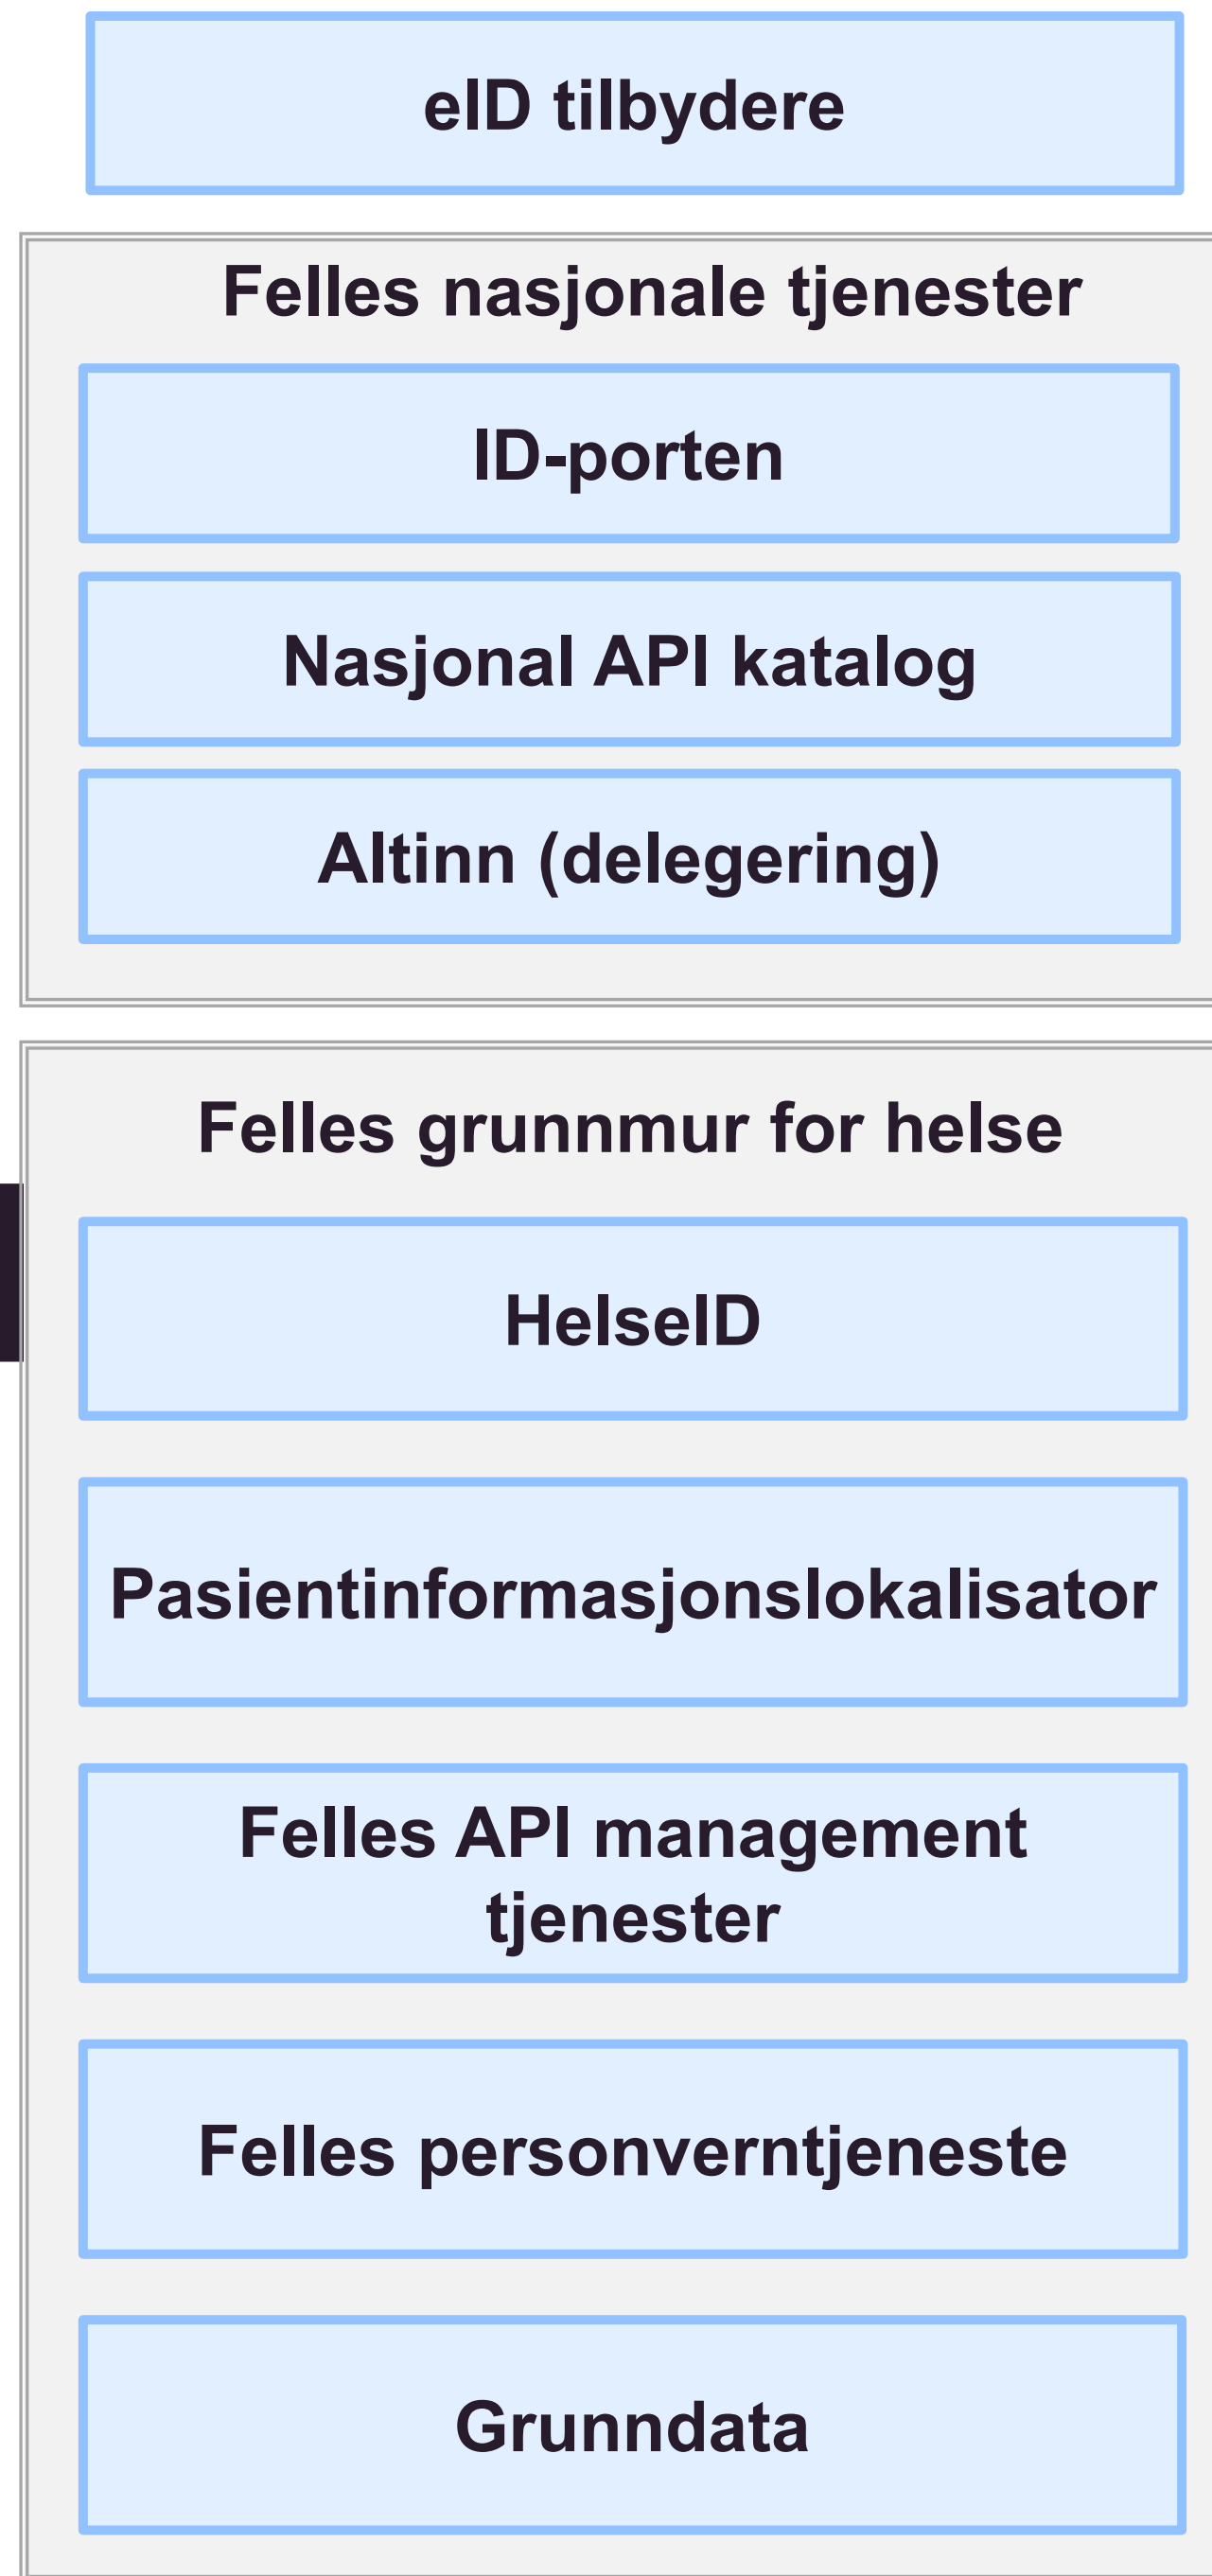 eID tilbydere
Felles nasjonale tjenester
ID-porten
Nasjonal API katalog
Altinn (delegering)
Felles grunnmur for helse
HelseID
Pasientinformasjonslokalisator
Felles API management
tjenester
Felles personverntjeneste
Grunndata